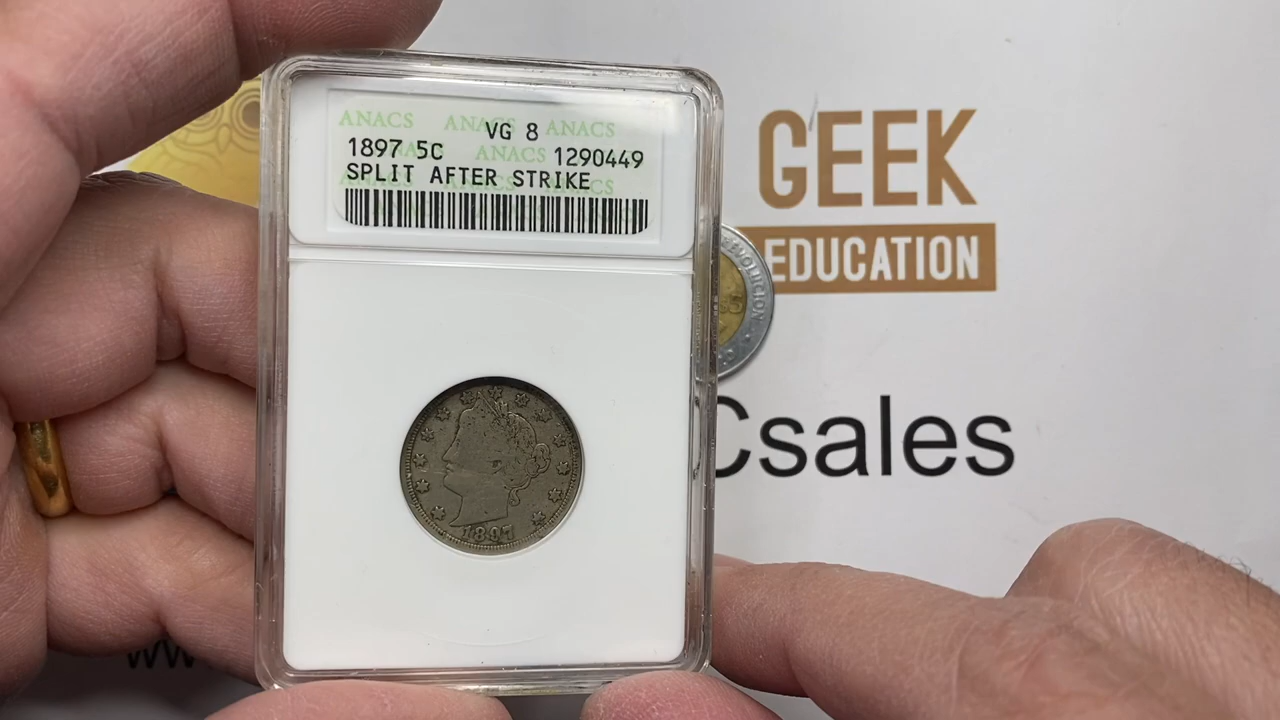 ANACS ANACS ANACS
VG 8
1897 5C ANACS 1290449
SPLIT AFTER STRIKE
GEEK
EDUCATION
Csales
1897